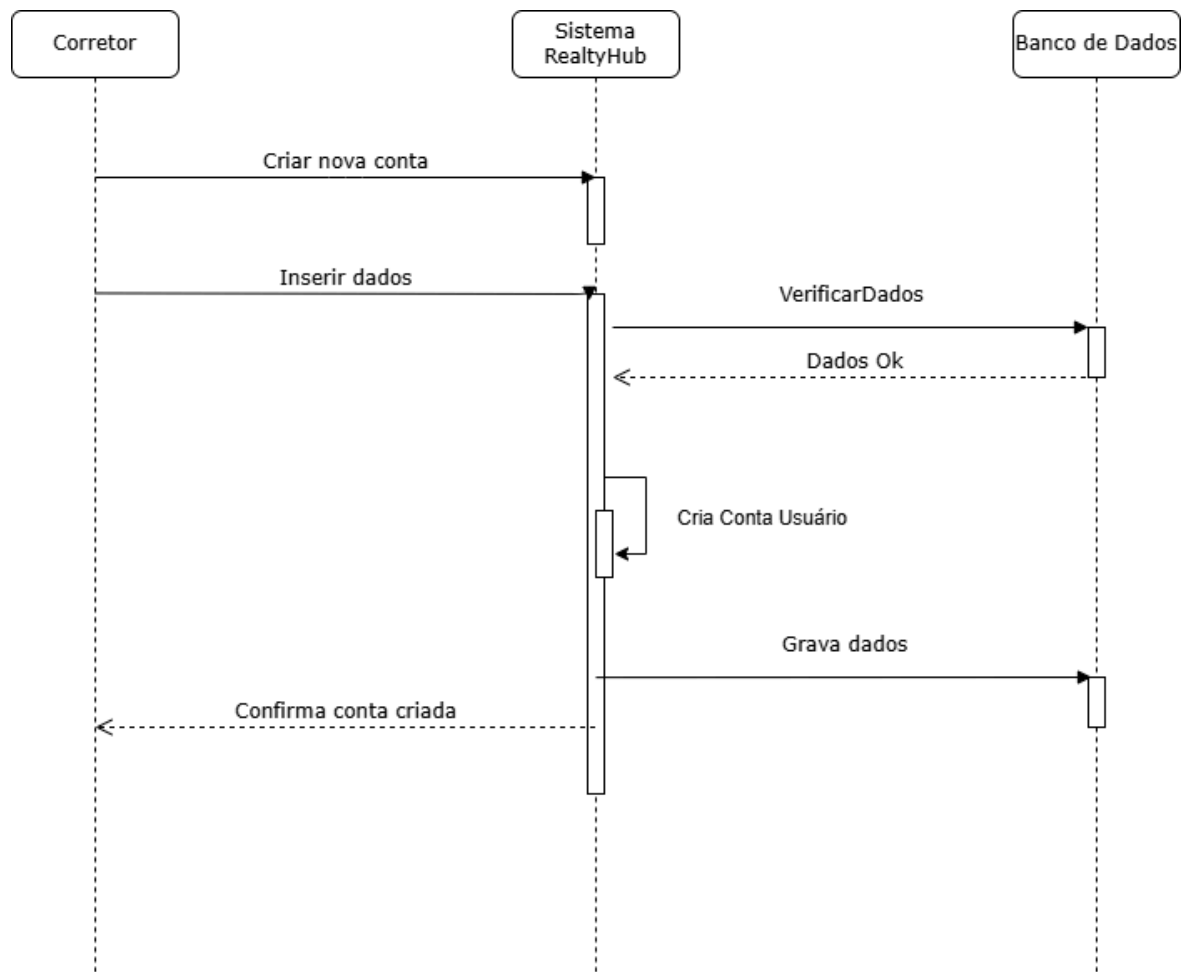 Corretor
Sistema
RealtyHub
Banco de Dados
Criar nova conta
Inserir dados
VerificarDados
Dados Ok
Cria Conta Usuário
Grava dados
Confirma conta criada